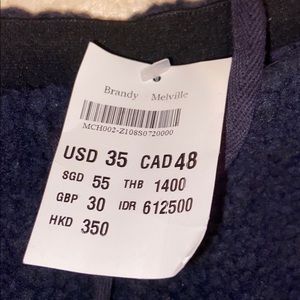 Brandy Melville
MCH002-Z108S0720000
USD 35 CAD 48
SGD 55 THB 1400
GBP 30 IDR 612500
HKD 350